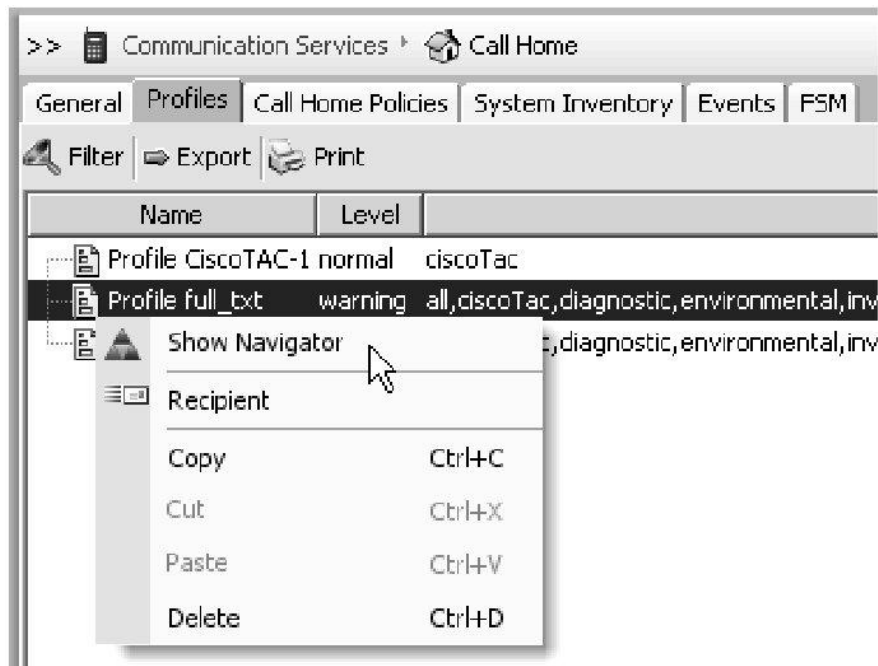 >> Communication Services Call Home
General Profiles Call Home Policies System Inventory Events FSM
Filter Export Print
Name Level
Profile CiscoTAC-1 normal ciscoTac
Profile full_txt warning all,ciscoTac,diagnostic,environmental,inv
,diagnostic,environmental,inv
Show Navigator
Recipient
Copy Ctrl+C
Cut Ctrl+X
Paste Ctrl+V
Delete Ctrl+D